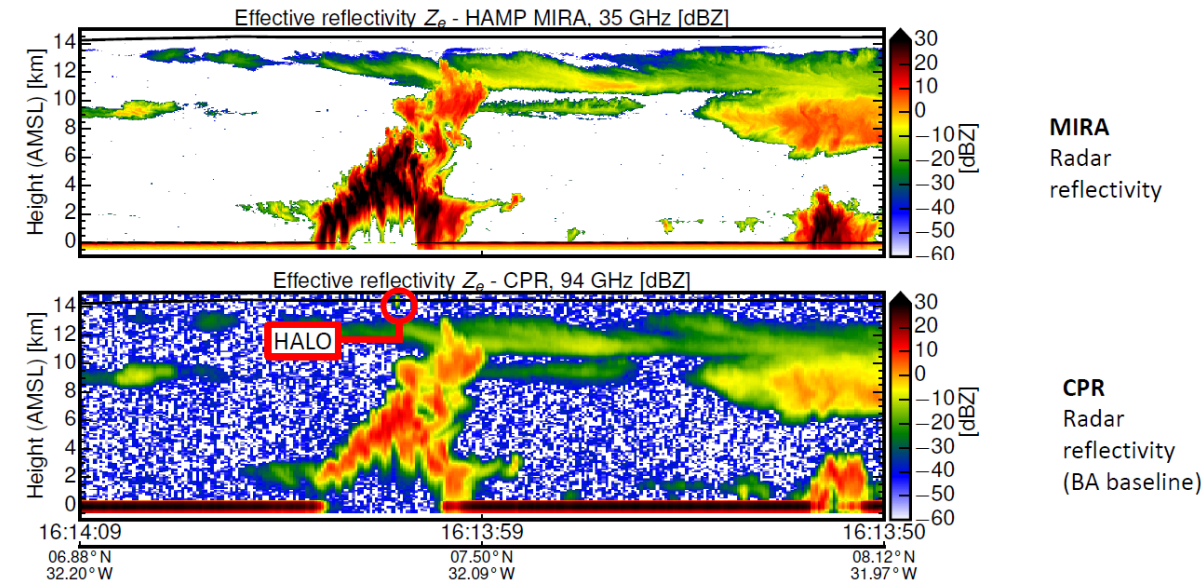 Effective reflectivity Ze - HAMP MIRA, 35 GHz [dBZ]
Height (AMSL) [km]
14
12
10
8
6
4
2
0
30
20
10
0
−10
−20
−30
−40
−50
−60
[dBZ]
MIRA
Radar
reflectivity
Effective reflectivity Ze - CPR, 94 GHz [dBZ]
Height (AMSL) [km]
14
12
10
8
6
4
2
0
HALO
30
20
10
0
−10
−20
−30
−40
−50
−60
[dBZ]
CPR
Radar
reflectivity
(BA baseline)
16:14:09 16:13:59 16:13:50
06.88°N 07.50°N 08.12°N
32.20°W 32.09°W 31.97°W